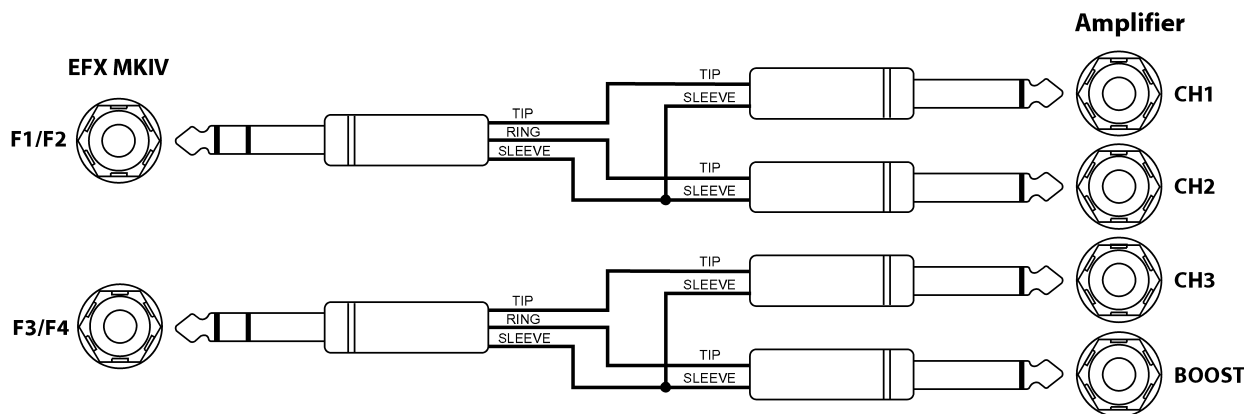 Amplifier
EFX MKIV
F1/F2
TIP
RING
SLEEVE
TIP
SLEEVE
CH1
TIP
SLEEVE
CH2
F3/F4
TIP
RING
SLEEVE
TIP
SLEEVE
CH3
TIP
SLEEVE
BOOST